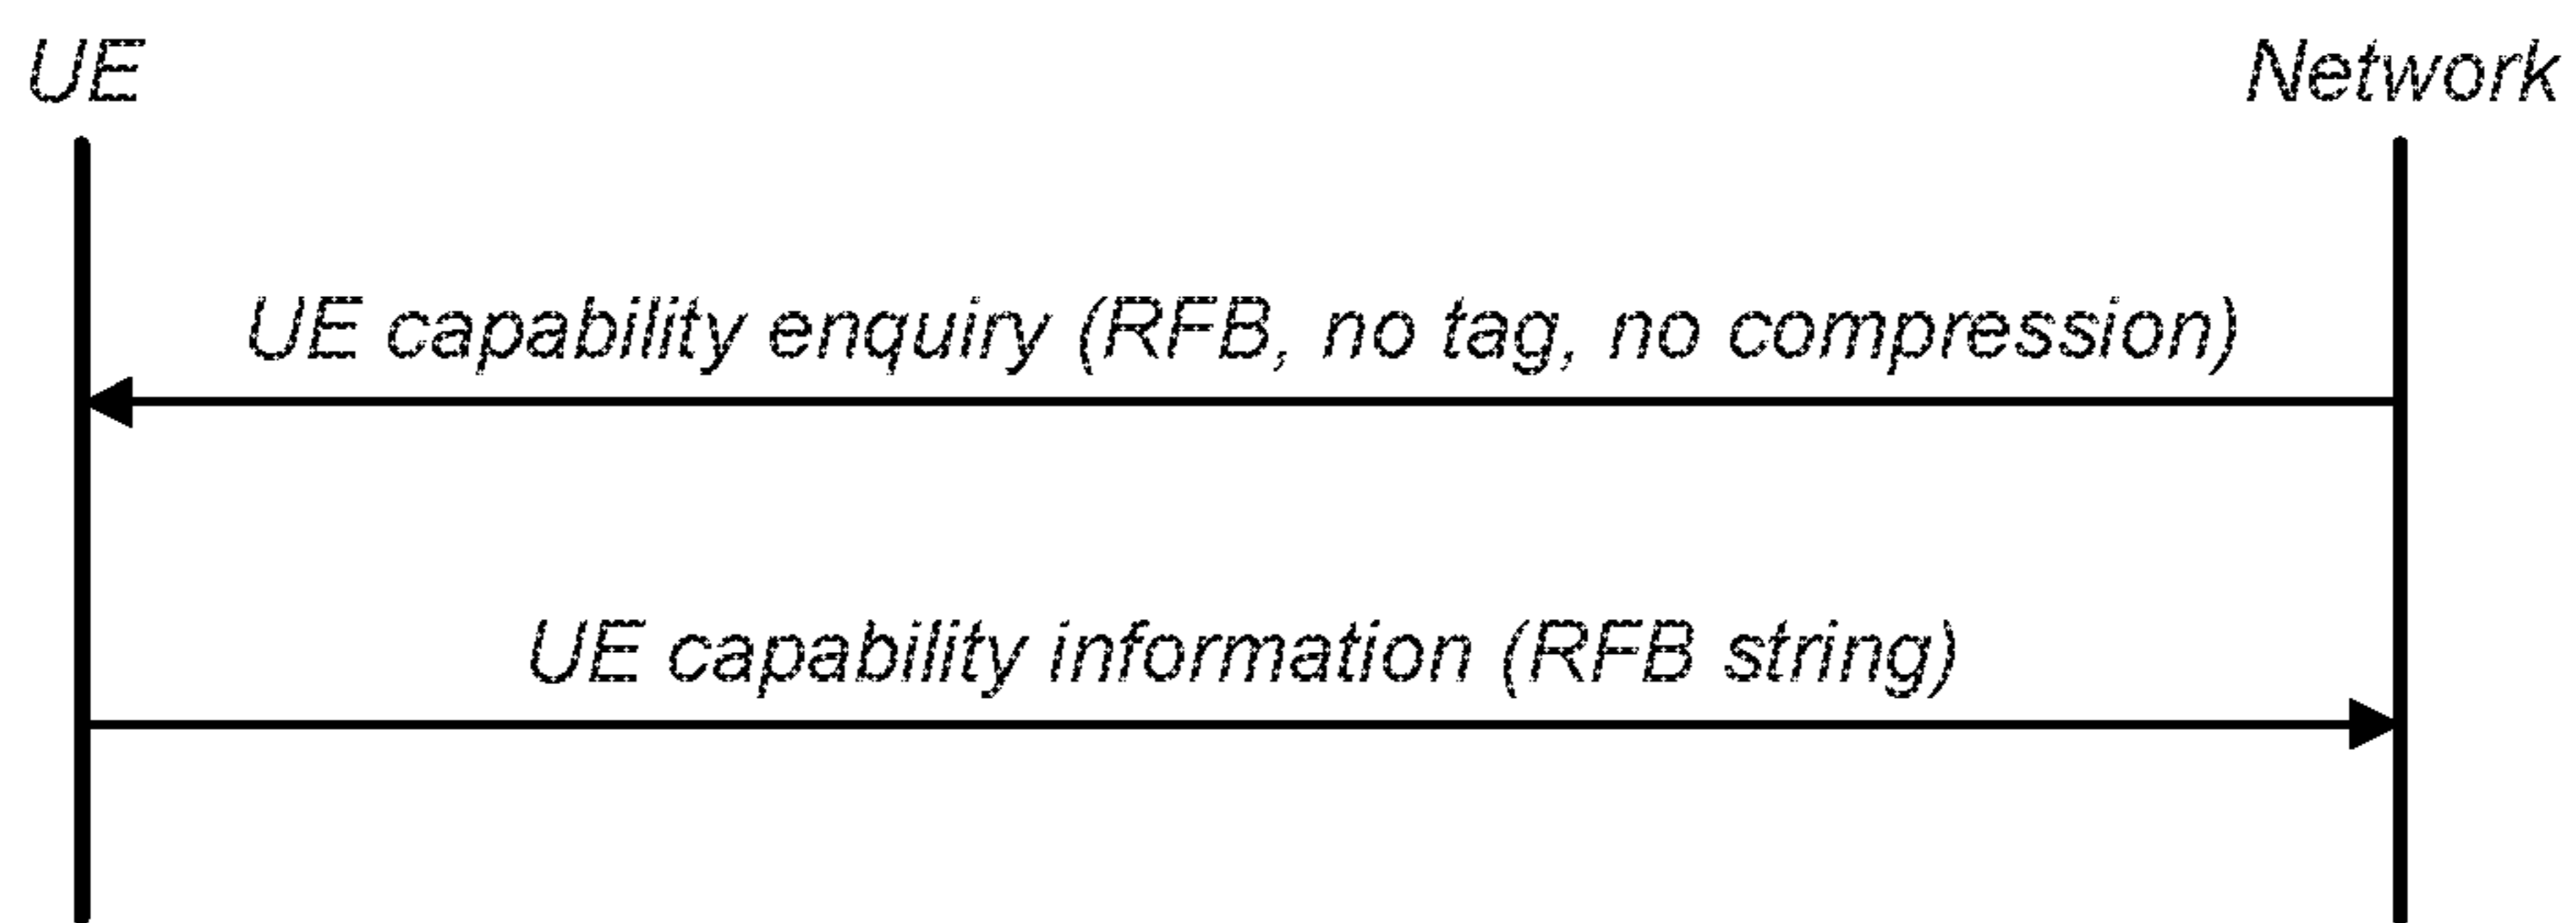 UE
Network
UE capability enquiry (RFB, no tag, no compression)
UE capability information (RFB string)